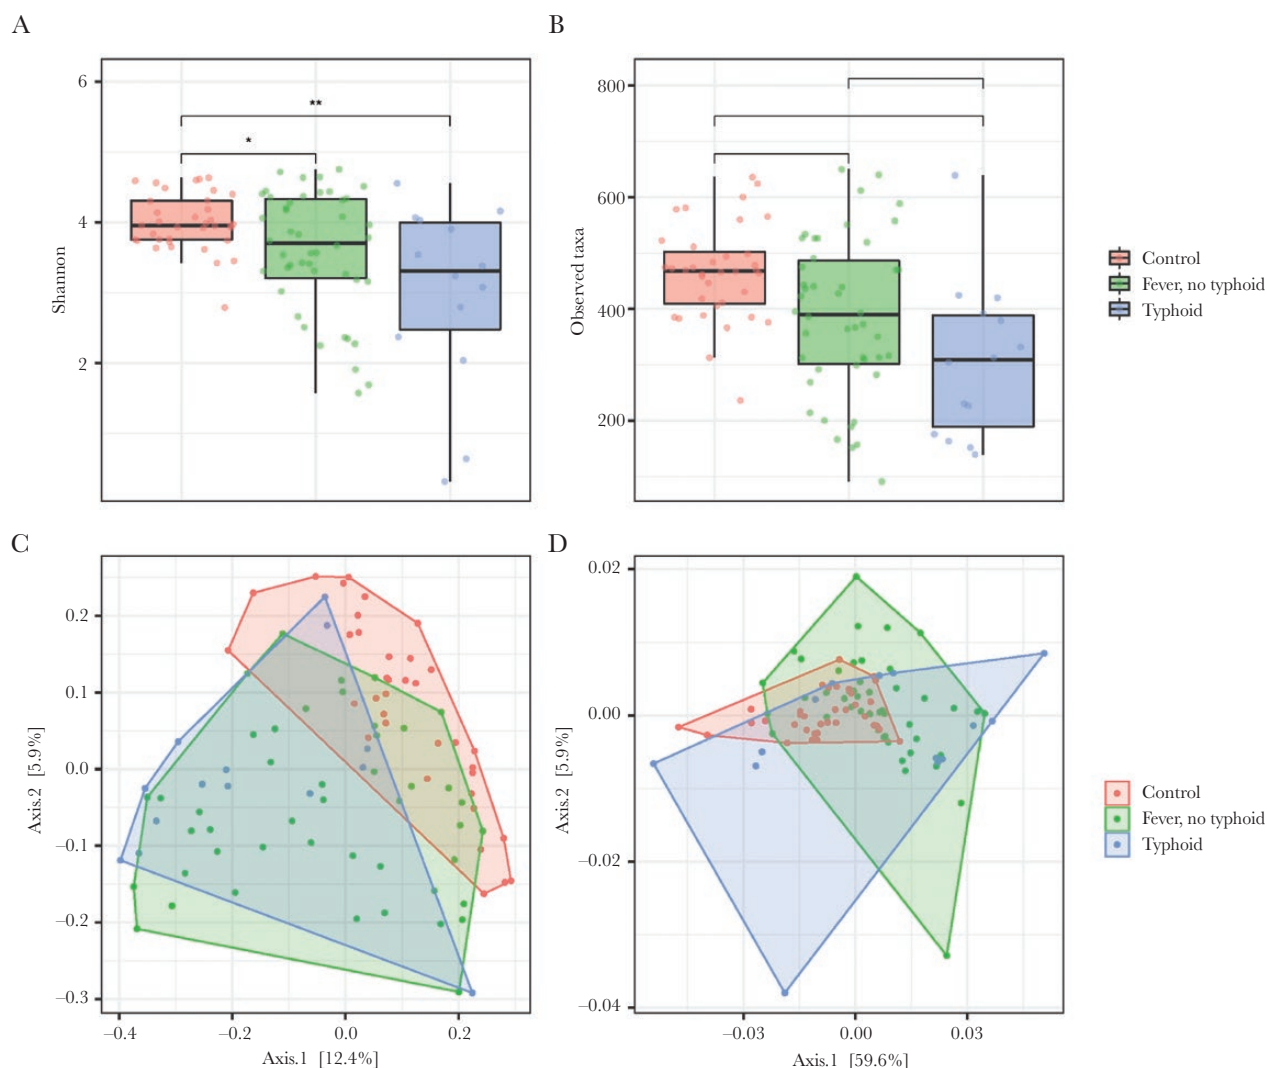 A
B
6
4
2
Shannon
**
*
800
600
400
200
Observed taxa
Control
Fever, no typhoid
Typhoid
C
D
0.2
0.1
0.0
−0.1
−0.2
−0.3
Axis.2 [5.9%]
−0.4
−0.2
0.0
0.2
Axis.1 [12.4%]
0.02
0.00
−0.02
−0.04
Axis.2 [5.9%]
−0.03
0.00
0.03
Axis.1 [59.6%]
Control
Fever, no typhoid
Typhoid